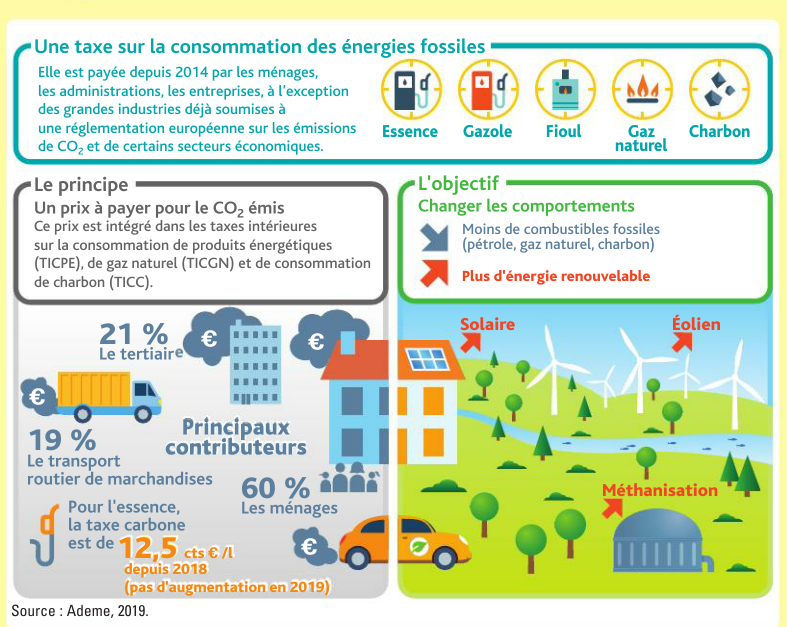 Une taxe sur la consommation des énergies fossiles
Elle est payée depuis 2014 par les ménages,
les administrations, les entreprises, à l'exception
des grandes industries déjà soumises à
une réglementation européenne sur les émissions
de CO₂ et de certains secteurs économiques.
Essence
Gazole
Fioul
Gaz
naturel
Charbon
Le principe
Un prix à payer pour le CO₂ émis
Ce prix est intégré dans les taxes intérieures
sur la consommation de produits énergétiques
(TICPE), de gaz naturel (TICGN) et de consommation
de charbon (TICC).
L'objectif
Changer les comportements
Moins de combustibles fossiles
(pétrole, gaz naturel, charbon)
Plus d'énergie renouvelable
21 %
Le tertiaire
€
€
€
19 %
Le transport
routier de marchandises
Principaux
contributeurs
60 %
Les ménages
€
Pour l'essence,
la taxe carbone
est de 12,5 cts € /l
depuis 2018
(pas d'augmentation en 2019)
Solaire
Éolien
Méthanisation
Source : Ademe, 2019.